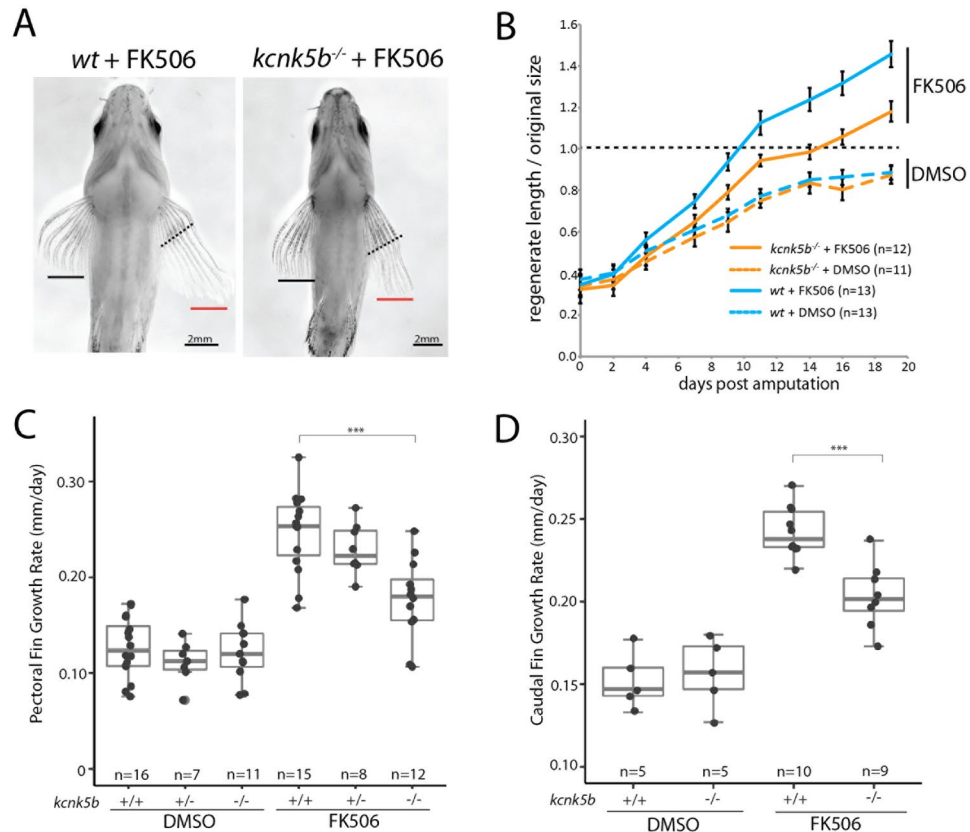 A
wt + FK506
kcnk5b-/- + FK506
2mm
2mm
B
regenerate length / original size
1.6
1.4
1.2
1.0
0.8
0.6
0.4
0.2
0.0
0
2
4
6
8
10
12
14
16
18
20
days post amputation
FK506
DMSO
kcnk5b-/- + FK506 (n=12)
kcnk5b-/- + DMSO (n=11)
wt + FK506 (n=13)
wt + DMSO (n=13)
C
Pectoral Fin Growth Rate (mm/day)
0.30
0.20
0.10
0
***
n=16 n=7 n=11 n=15 n=8 n=12
kcnk5b +/+ +/- -/- +/+ +/- -/-
DMSO FK506
D
Caudal Fin Growth Rate (mm/day)
0.30
0.25
0.20
0.15
0.10
***
n=5 n=5 n=10 n=9
kcnk5b +/+ -/- +/+ -/-
DMSO FK506